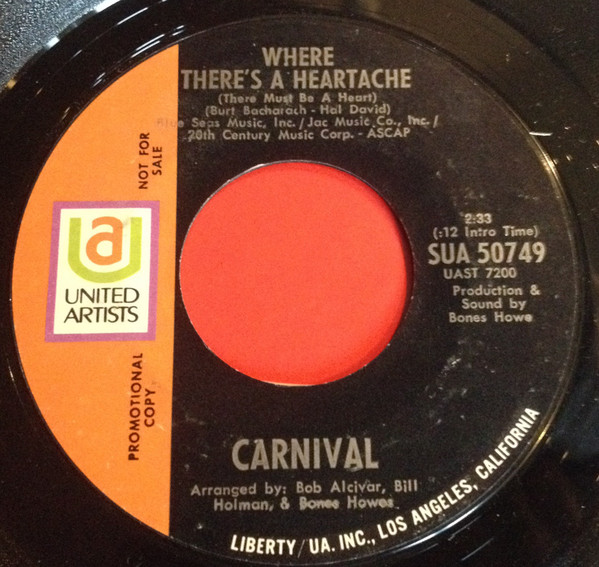 WHERE
THERE'S A HEARTACHE
(There Must Be A Heart)
(Burt Bacharach - Hal David)
Blue Seas Music, Inc./Jac Music Co., Inc./
20th Century Music Corp. - ASCAP
NOT FOR
SALE
ua
UNITED
ARTISTS
PROMOTIONAL
COPY
2:33
(:12 Intro Time)
SUA 50749
UAST 7200
Production &
Sound by
Bones Howe
CARNIVAL
Arranged by: Bob Alcivar, Bill
Holman, & Bones Howe
LIBERTY/UA. INC., LOS ANGELES, CALIFORNIA